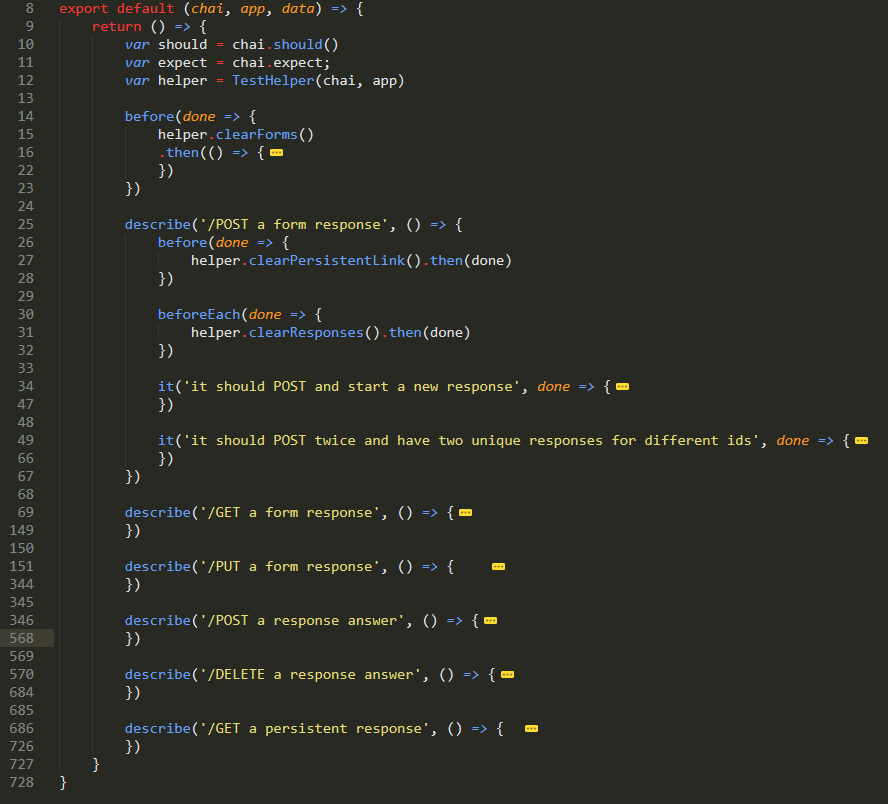 8 export default (chai, app, data) => {
9 return () => {
10 var should = chai.should()
11 var expect = chai.expect;
12 var helper = TestHelper(chai, app)
13
14 before(done => {
15 helper.clearForms()
16 .then(() => {
22 })
23 })
24
25 describe('/POST a form response', () => {
26 before(done => {
27 helper.clearPersistentLink().then(done)
28 })
29
30 beforeEach(done => {
31 helper.clearResponses().then(done)
32 })
33
34 it('it should POST and start a new response', done => {
47 })
48
49 it('it should POST twice and have two unique responses for different ids', done => {
66 })
67 })
68
69 describe('/GET a form response', () => {
149 })
150
151 describe('/PUT a form response', () => {
344 })
345
346 describe('/POST a response answer', () => {
568 })
569
570 describe('/DELETE a response answer', () => {
684 })
685
686 describe('/GET a persistent response', () => {
726 })
727 }
728 }